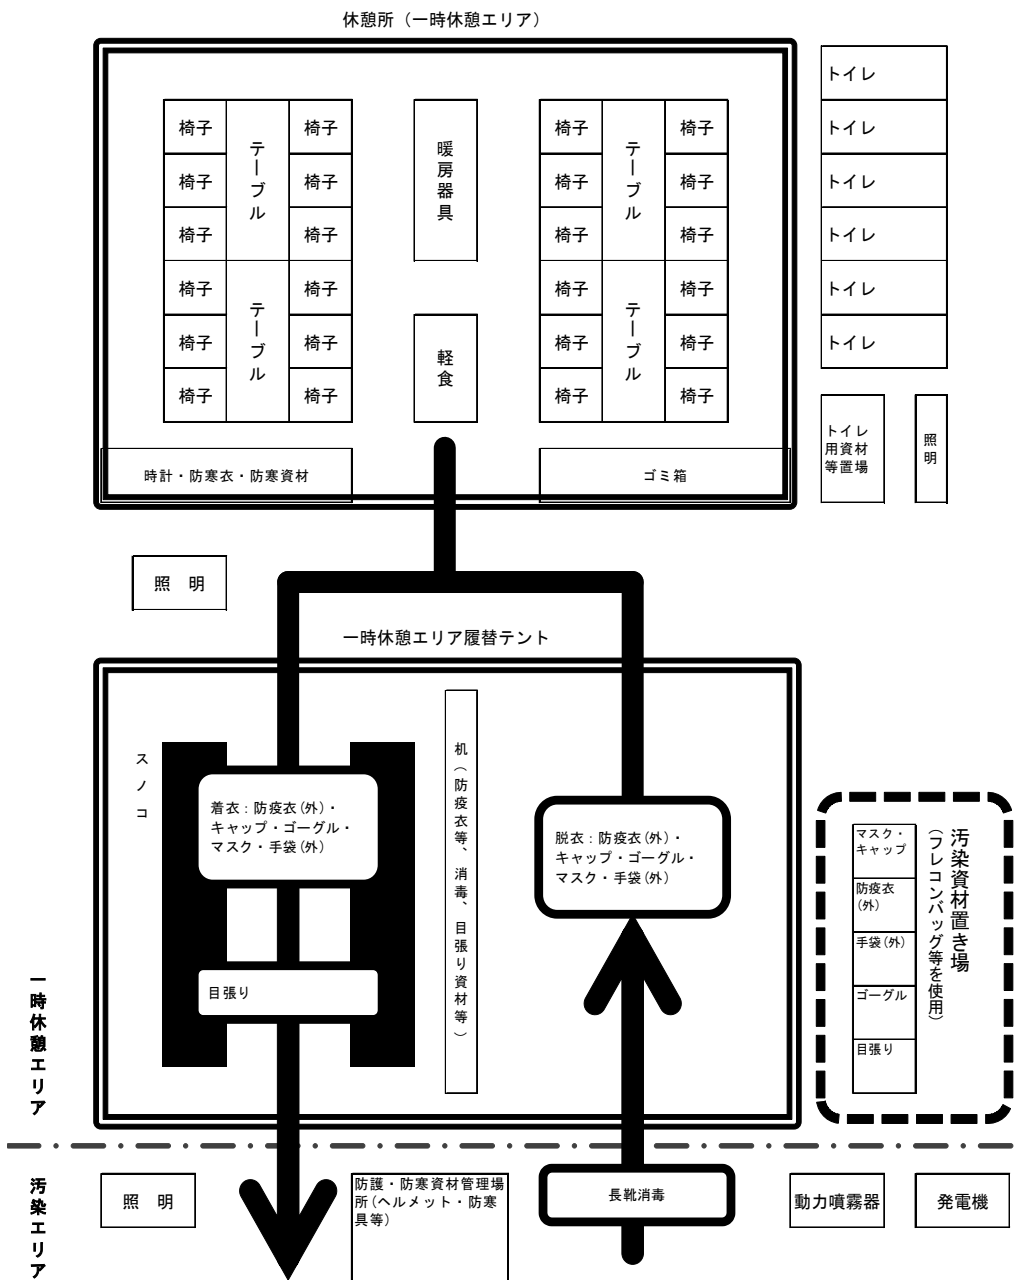 休憩所（一時休憩エリア）
トイレ
トイレ
トイレ
トイレ
トイレ
トイレ
椅子
椅子
椅子
椅子
椅子
椅子
テーブル
テーブル
椅子
椅子
椅子
椅子
椅子
椅子
暖房器具
軽食
椅子
椅子
椅子
椅子
椅子
椅子
テーブル
テーブル
椅子
椅子
椅子
椅子
椅子
椅子
トイレ
用資材
等置場
照明
時計・防寒衣・防寒資材
ゴミ箱
照　明
一時休憩エリア履替テント
スノコ
着衣：防疫衣(外)・
キャップ・ゴーグル・
マスク・手袋(外)
目張り
机（防疫衣等、消毒、目張り資材等）
脱衣：防疫衣(外)・
キャップ・ゴーグル・
マスク・手袋(外)
汚染資材置き場
（フレコンバッグ等を使用）
マスク・
キャップ
防疫衣
(外)
手袋(外)
ゴーグル
目張り
一時休憩エリア
汚染エリア
照　明
防護・防寒資材管理場
所(ヘルメット・防寒
具等)
長靴消毒
動力噴霧器
発電機